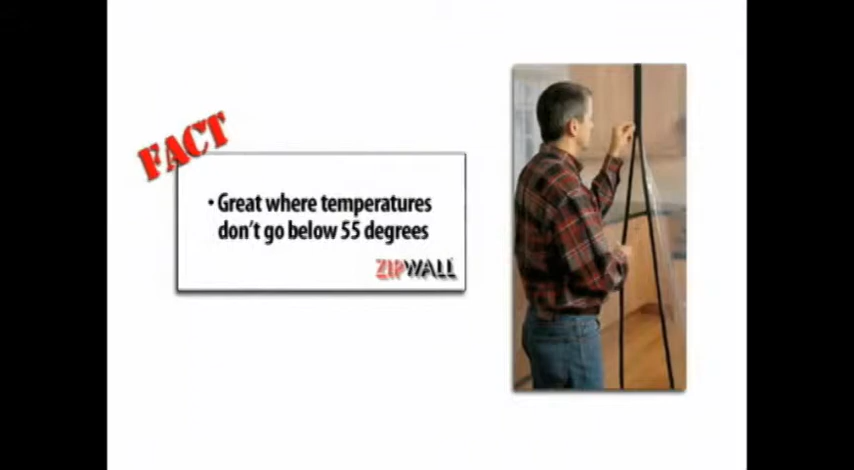 FACT
• Great where temperatures
don't go below 55 degrees
ZIPWALL